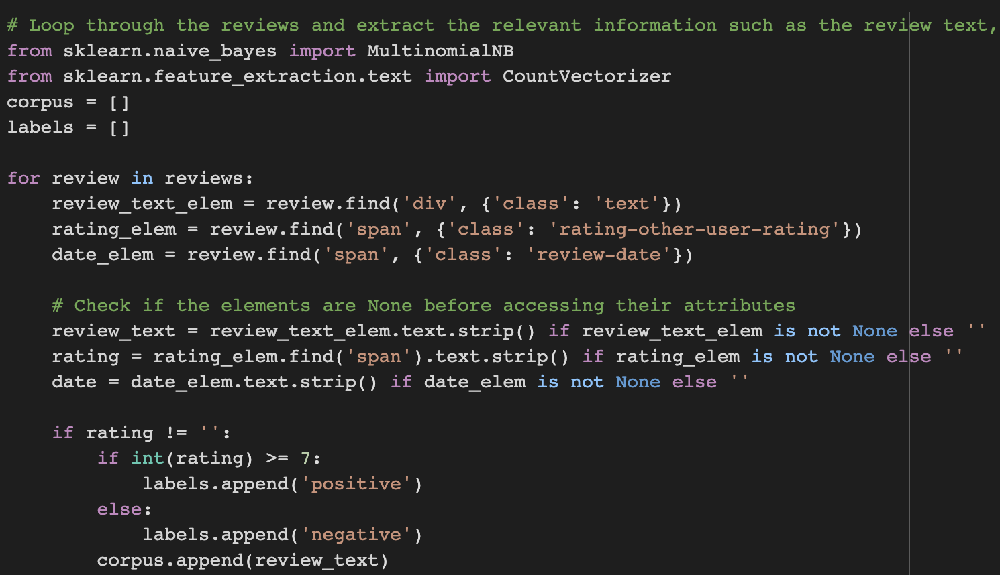 # Loop through the reviews and extract the relevant information such as the review text,
from sklearn.naive_bayes import MultinomialNB
from sklearn.feature_extraction.text import CountVectorizer
corpus = []
labels = []

for review in reviews:
    review_text_elem = review.find('div', {'class': 'text'})
    rating_elem = review.find('span', {'class': 'rating-other-user-rating'})
    date_elem = review.find('span', {'class': 'review-date'})

    # Check if the elements are None before accessing their attributes
    review_text = review_text_elem.text.strip() if review_text_elem is not None else ''
    rating = rating_elem.find('span').text.strip() if rating_elem is not None else ''
    date = date_elem.text.strip() if date_elem is not None else ''

    if rating != '':
        if int(rating) >= 7:
            labels.append('positive')
        else:
            labels.append('negative')
        corpus.append(review_text)